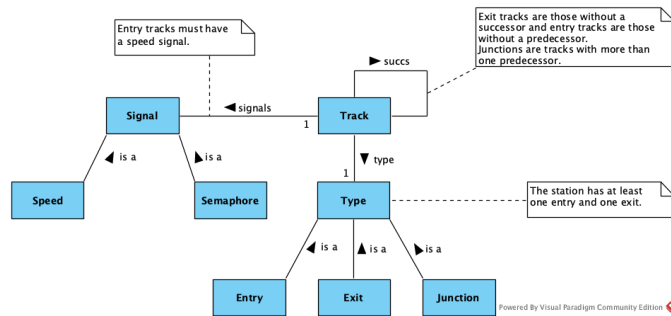 Entry tracks must have
a speed signal.
Exit tracks are those without a
successor and entry tracks are those
without a predecessor.
Junctions are tracks with more than
one predecessor.
succs
Signal
signals
1
Track
is a
is a
type
1
Speed
Semaphore
Type
The station has at least
one entry and one exit.
is a
is a
is a
Entry
Exit
Junction
Powered By Visual Paradigm Community Edition